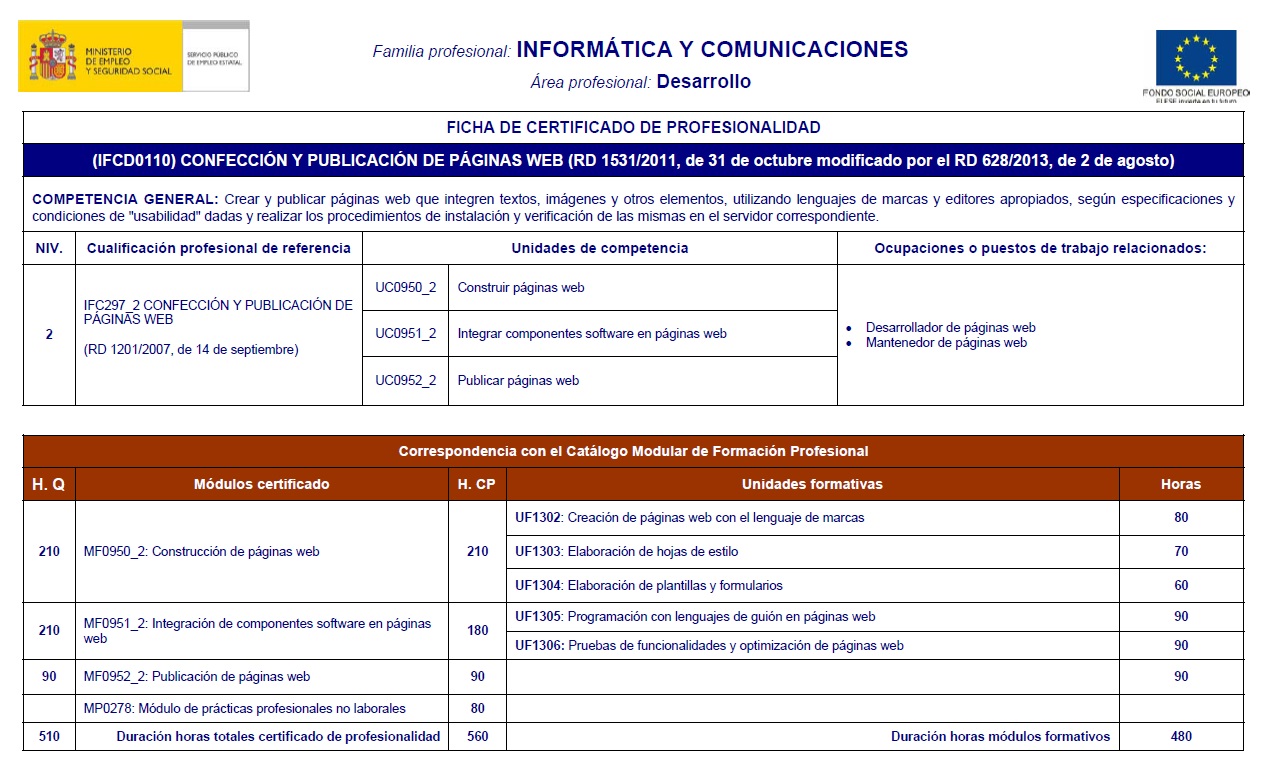 MINISTERIO
DE EMPLEO
Y SEGURIDAD SOCIAL
SERVICIO PÚBLICO
DE EMPLEO ESTATAL
Familia profesional: INFORMÁTICA Y COMUNICACIONES
Área profesional: Desarrollo
FONDO SOCIAL EUROPEO
El FSE invierte en tu futuro
FICHA DE CERTIFICADO DE PROFESIONALIDAD
(IFCD0110) CONFECCIÓN Y PUBLICACIÓN DE PÁGINAS WEB (RD 1531/2011, de 31 de octubre modificado por el RD 628/2013, de 2 de agosto)
COMPETENCIA GENERAL: Crear y publicar páginas web que integren textos, imágenes y otros elementos, utilizando lenguajes de marcas y editores apropiados, según especificaciones y
condiciones de "usabilidad" dadas y realizar los procedimientos de instalación y verificación de las mismas en el servidor correspondiente.
NIV. Cualificación profesional de referencia Unidades de competencia Ocupaciones o puestos de trabajo relacionados:
2
IFC297_2 CONFECCIÓN Y PUBLICACIÓN DE
PÁGINAS WEB
(RD 1201/2007, de 14 de septiembre)
UC0950_2 Construir páginas web
UC0951_2 Integrar componentes software en páginas web
UC0952_2 Publicar páginas web
• Desarrollador de páginas web
• Mantenedor de páginas web
Correspondencia con el Catálogo Modular de Formación Profesional
H. Q Módulos certificado H. CP Unidades formativas Horas
210 MF0950_2: Construcción de páginas web 210
UF1302: Creación de páginas web con el lenguaje de marcas 80
UF1303: Elaboración de hojas de estilo 70
UF1304: Elaboración de plantillas y formularios 60
210 MF0951_2: Integración de componentes software en páginas
web 180
UF1305: Programación con lenguajes de guión en páginas web 90
UF1306: Pruebas de funcionalidades y optimización de páginas web 90
90 MF0952_2: Publicación de páginas web 90 90
MP0278: Módulo de prácticas profesionales no laborales 80
510 Duración horas totales certificado de profesionalidad 560 Duración horas módulos formativos 480